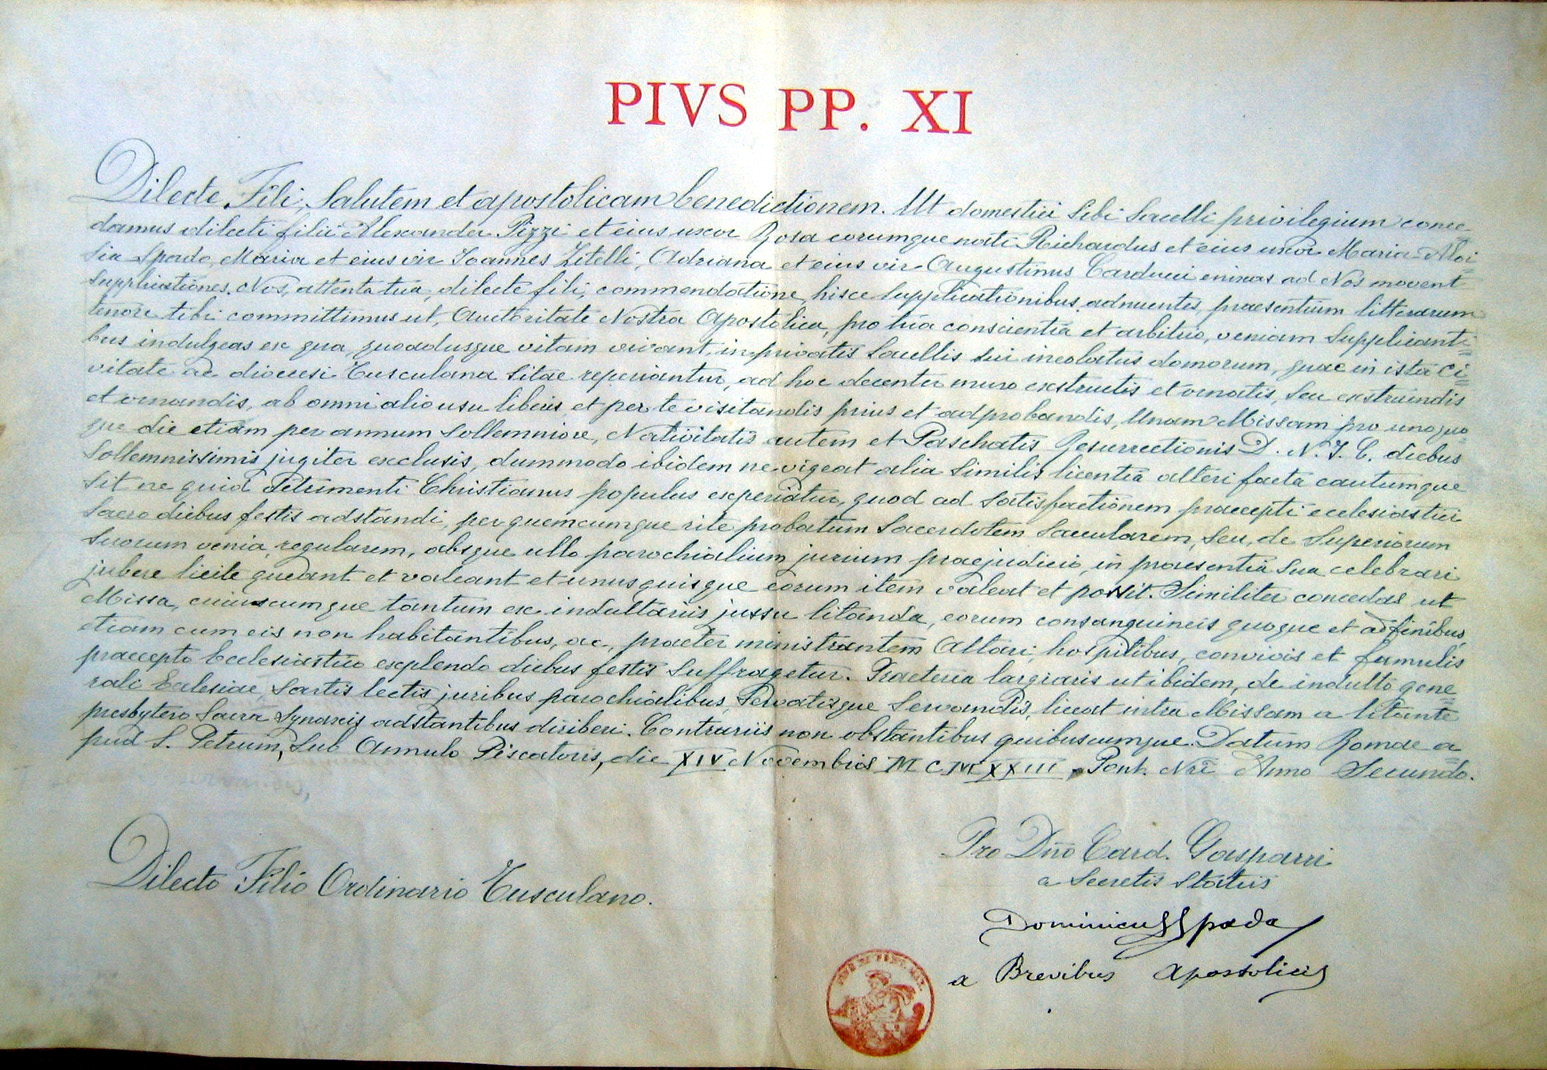 PIVS PP. XI
Dilecte Fili, Salutem et apostolicam benedictionem. Ut domestici Sibi Sacelli privilegium conce-
damus dilecti filii Alexander Pizzi et eius uxor Rosa eorumque nati Richardus et eius uxor Maria Aloi=
sia Spada, Maria et eius vir Ioannes Zitelli, Adriana et eius vir Augustinus Carducci enixas ad Nos movent
supplicationes. Nos, attenta tua, dilecte fili, commendatione, hisce supplicationibus adnuentes, praesentium litterarum
tenore tibi committimus ut, Auctoritate Nostra Apostolica, pro tua conscientia et arbitrio, veniam supplicanti=
bus indulgeas ex qua, quoadusque vitam vivant, in privatis Sacellis sui incolatus domorum, quae in ista ci=
vitate ac dioecesi Tusculana sitae reperiantur, ad hoc decenter muro exstructis et ornatis, seu exstruendis
et ornandis, ab omni alio usu liberis et per te visitandis prius et adprobandis, Unam Missam pro unoquo=
que die etiam per annum sollemniore, Nativitatis autem et Paschatis Resurrectionis D. N. J. C. diebus
Sollemnissimis jugiter exclusis, dummodo ibidem ne vigeat alia similis licentia alteri facta cautumque
sit ne quid detrimenti Christianus populus experiatur, quod ad satisfactionem praecepti ecclesiastici
Sacro diebus festis adstandi, per quemcumque rite probatum Sacerdotem Saecularem, seu, de Superiorum
suorum venia, regularem, absque ullo parochialium jurium praejudicio, in praesentia sua celebrari
jubere licite queant et valeant et unusquisque eorum item valeat et possit. Similiter concedas ut
Missa, cuiuscumque tantum ex indultariis jussu litanda, eorum consanguineis quoque et adfinibus,
etiam cum eis non habitantibus, ac, praeter ministrantem Altari, hospitibus, convivis et famulis
praecepto Ecclesiastico explendo diebus festis suffragetur. Praeterea largiaris ut ibidem, de indulto gene=
rali Ecclesiae, sartis tectis juribus parochialibus, servatisque servandis, liceat intra Missam a litante
presbytero Sacra Synaxis adstantibus diriberi. Contrariis non obstantibus quibuscumque. Datum Romae a=
pud S. Petrum, sub Annulo Piscatoris, die XIV Novembris MCMXXIII, Pont. Nri Anno Secundo.
Dilecto Filio Ordinario Tusculano.
Pro Dno Card. Gasparri
a Secretis Status
Dominicus Spada
a Brevibus Apostolicis